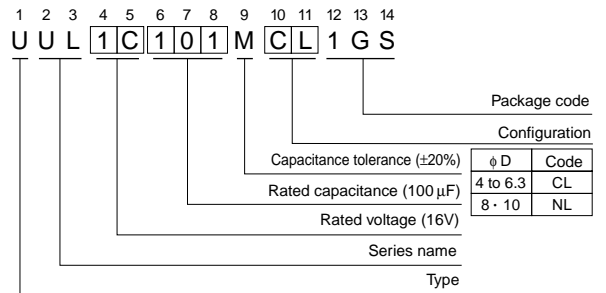 1 2 3 4 5 6 7 8 9 10 11 12 13 14
U U L 1 C 1 0 1 M C L 1 G S
Package code
Configuration
Capacitance tolerance (±20%)
φ D Code
4 to 6.3 CL
Rated capacitance (100 µF)
8 · 10 NL
Rated voltage (16V)
Series name
Type